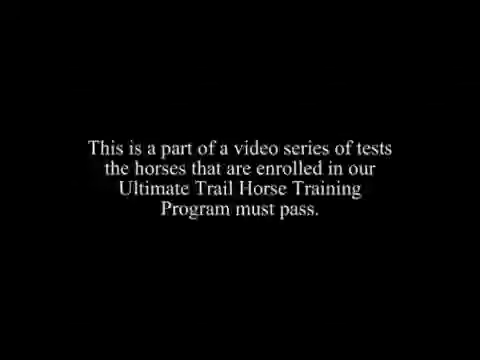 This is a part of a video series of tests
the horses that are enrolled in our
Ultimate Trail Horse Training
Program must pass.